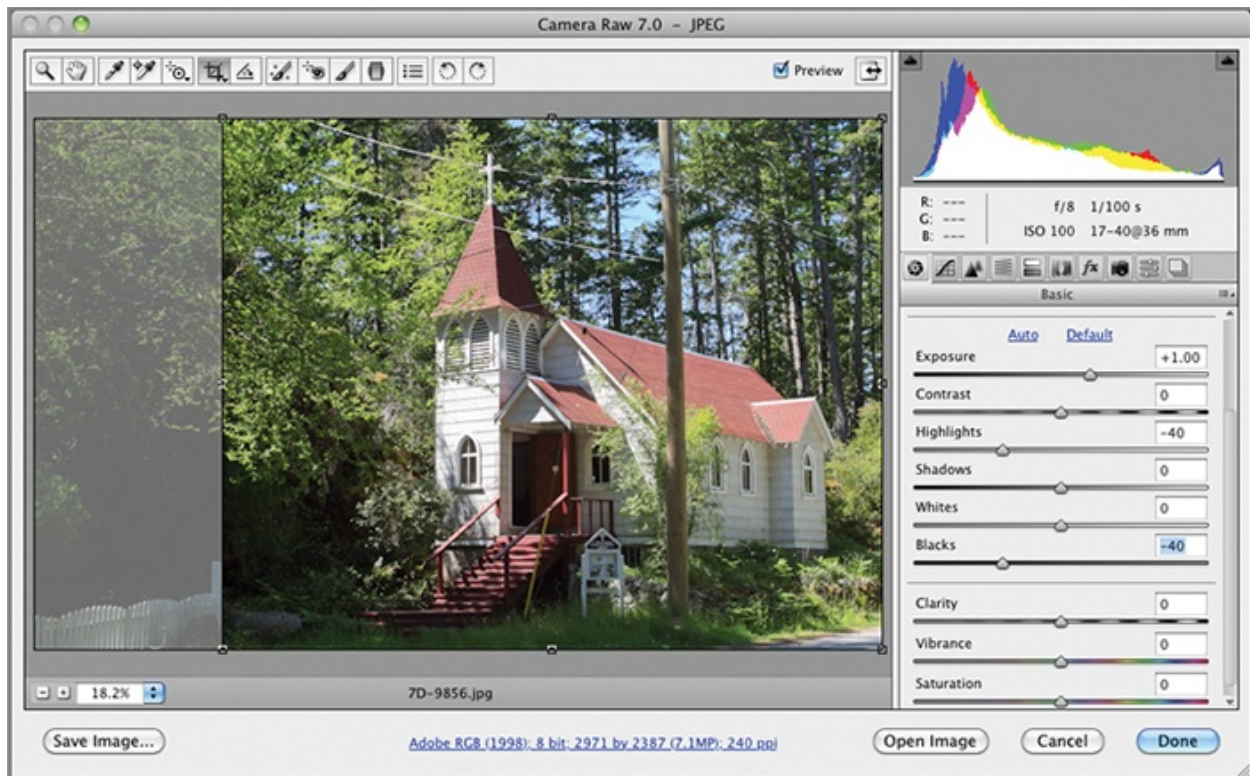 Camera Raw 7.0 – JPEG
Preview
R: ---
G: ---
B: ---
f/8 1/100 s
ISO 100 17-40@36 mm
fx
Basic
Auto Default
Exposure +1.00
Contrast 0
Highlights -40
Shadows 0
Whites 0
Blacks -40
Clarity 0
Vibrance 0
Saturation 0
18.2%
7D-9856.jpg
Save Image...
Adobe RGB (1998); 8 bit; 2971 by 2387 (7.1MP); 240 ppi
Open Image
Cancel
Done